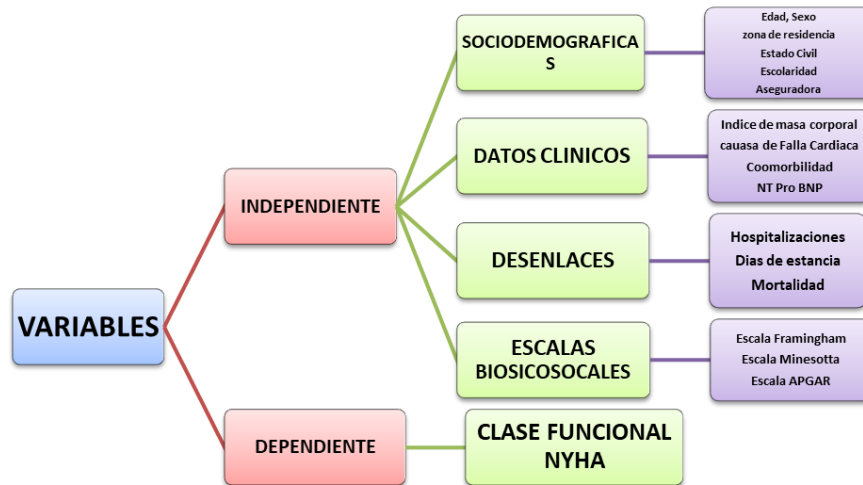 VARIABLES
INDEPENDIENTE
SOCIODEMOGRAFICA
S
Edad, Sexo
zona de residencia
Estado Civil
Escolaridad
Aseguradora
DATOS CLINICOS
Indice de masa corporal
cauasa de Falla Cardiaca
Coomorbilidad
NT Pro BNP
DESENLACES
Hospitalizaciones
Dias de estancia
Mortalidad
ESCALAS
BIOSICOSOCALES
Escala Framingham
Escala Minesotta
Escala APGAR
DEPENDIENTE
CLASE FUNCIONAL
NYHA